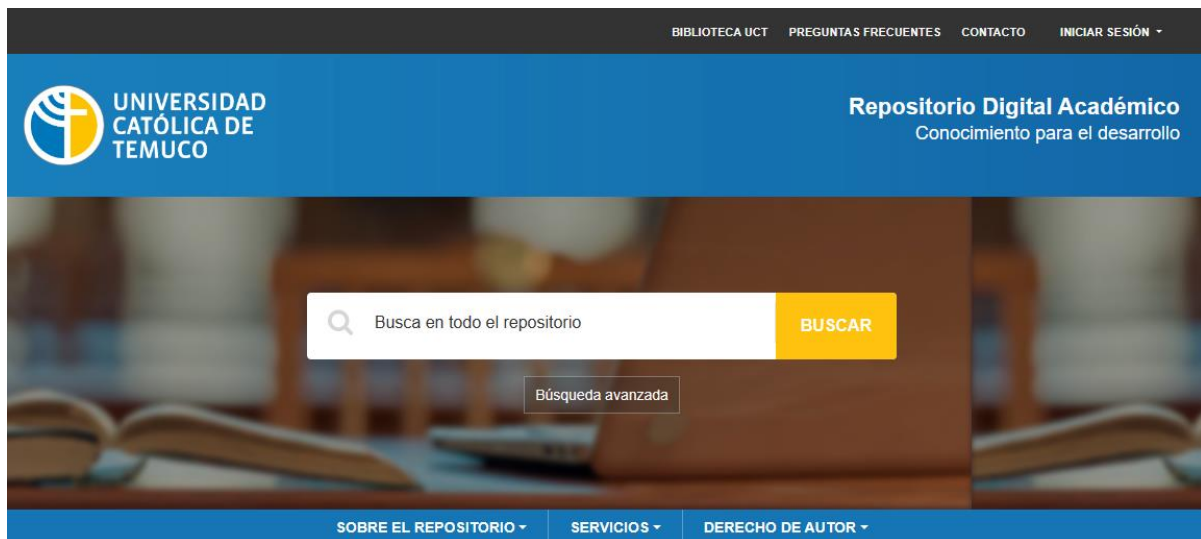 BIBLIOTECA UCT PREGUNTAS FRECUENTES CONTACTO INICIAR SESIÓN
UNIVERSIDAD
CATÓLICA DE
TEMUCO
Repositorio Digital Académico
Conocimiento para el desarrollo
Busca en todo el repositorio BUSCAR
Búsqueda avanzada
SOBRE EL REPOSITORIO SERVICIOS DERECHO DE AUTOR